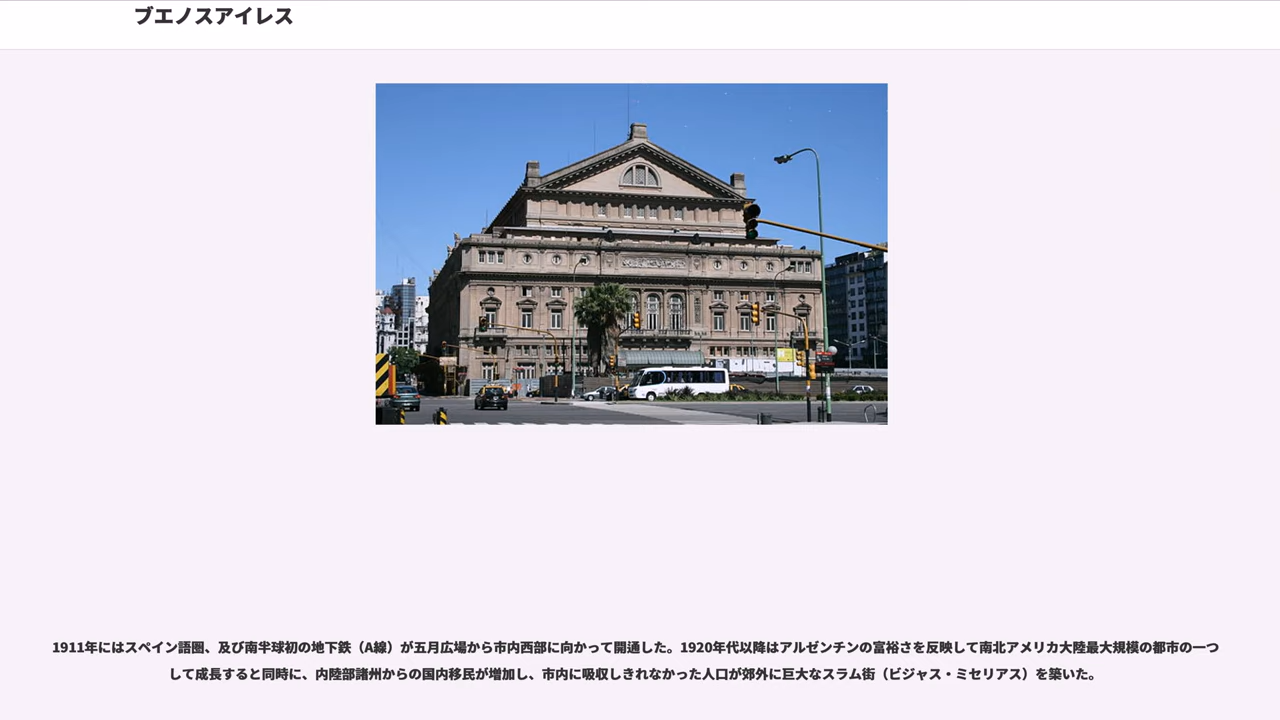 ブエノスアイレス
1911年にはスペイン語圏、及び南半球初の地下鉄（A線）が五月広場から市内西部に向かって開通した。1920年代以降はアルゼンチンの富裕さを反映して南北アメリカ大陸最大規模の都市の一つ
して成長すると同時に、内陸部諸州からの国内移民が増加し、市内に吸収しきれなかった人口が郊外に巨大なスラム街（ビジャス・ミセリアス）を築いた。